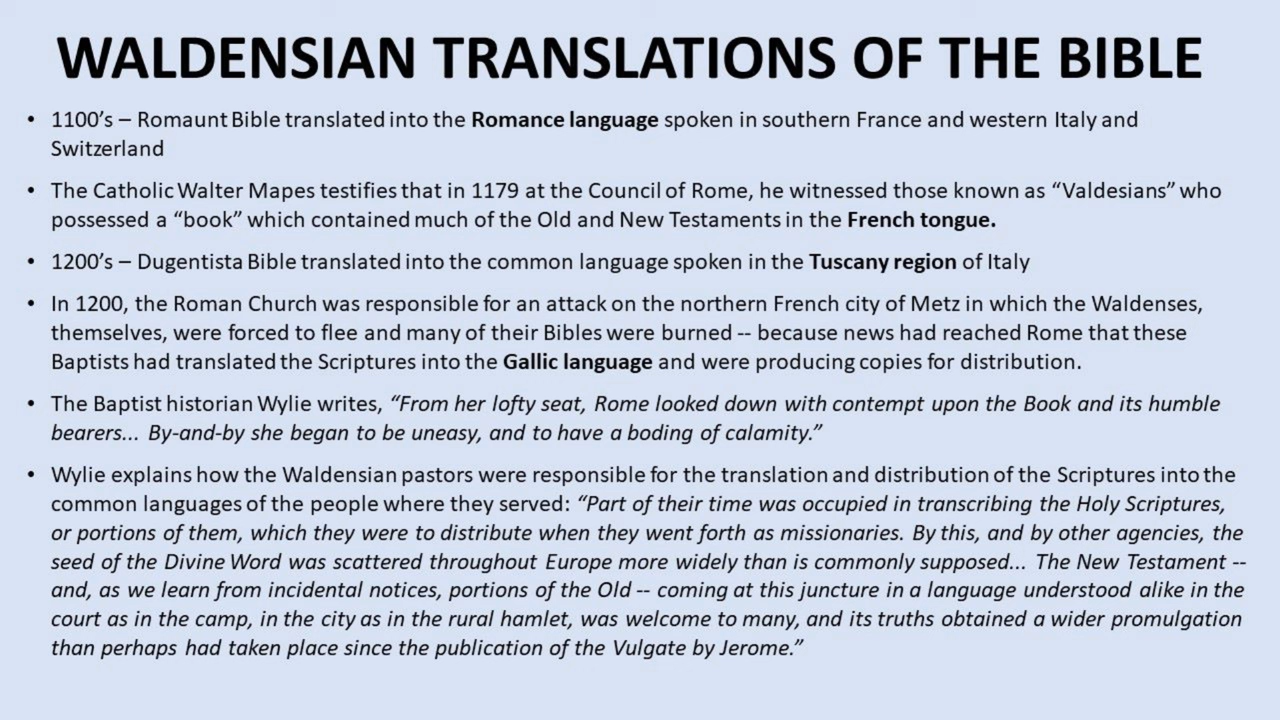 WALDENSIAN TRANSLATIONS OF THE BIBLE
• 1100’s – Romaunt Bible translated into the Romance language spoken in southern France and western Italy and
Switzerland
• The Catholic Walter Mapes testifies that in 1179 at the Council of Rome, he witnessed those known as “Valdesians” who
possessed a “book” which contained much of the Old and New Testaments in the French tongue.
• 1200’s – Dugentista Bible translated into the common language spoken in the Tuscany region of Italy
• In 1200, the Roman Church was responsible for an attack on the northern French city of Metz in which the Waldenses,
themselves, were forced to flee and many of their Bibles were burned -- because news had reached Rome that these
Baptists had translated the Scriptures into the Gallic language and were producing copies for distribution.
• The Baptist historian Wylie writes, “From her lofty seat, Rome looked down with contempt upon the Book and its humble
bearers... By-and-by she began to be uneasy, and to have a boding of calamity.”
• Wylie explains how the Waldensian pastors were responsible for the translation and distribution of the Scriptures into the
common languages of the people where they served: “Part of their time was occupied in transcribing the Holy Scriptures,
or portions of them, which they were to distribute when they went forth as missionaries. By this, and by other agencies, the
seed of the Divine Word was scattered throughout Europe more widely than is commonly supposed... The New Testament --
and, as we learn from incidental notices, portions of the Old -- coming at this juncture in a language understood alike in the
court as in the camp, in the city as in the rural hamlet, was welcome to many, and its truths obtained a wider promulgation
than perhaps had taken place since the publication of the Vulgate by Jerome.”